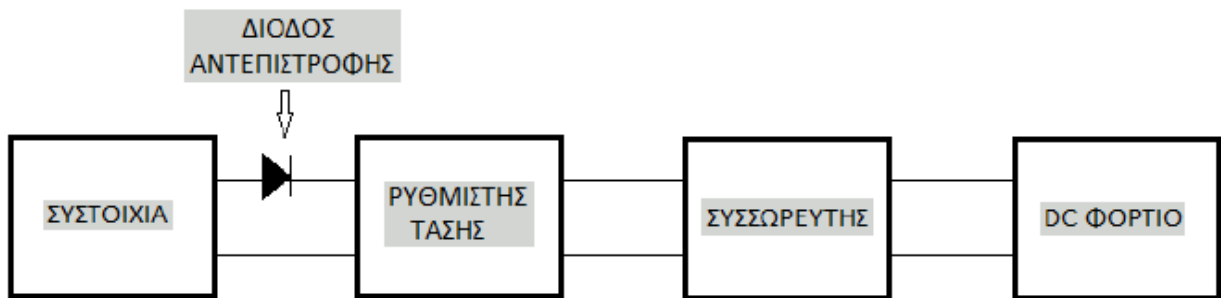 ΔΙΟΔΟΣ
ΑΝΤΕΠΙΣΤΡΟΦΗΣ
ΣΥΣΤΟΙΧΙΑ
ΡΥΘΜΙΣΤΗΣ
ΤΑΣΗΣ
ΣΥΣΣΩΡΕΥΤΗΣ
DC ΦΟΡΤΙΟ